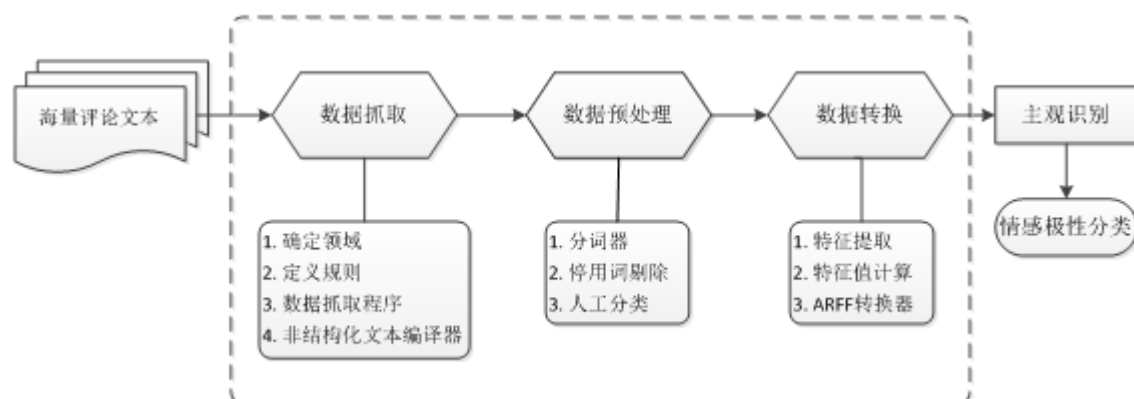 海量评论文本
数据抓取
数据预处理
数据转换
主观识别
情感极性分类
1. 确定领域
2. 定义规则
3. 数据抓取程序
4. 非结构化文本编译器
1. 分词器
2. 停用词剔除
3. 人工分类
1. 特征提取
2. 特征值计算
3. ARFF转换器